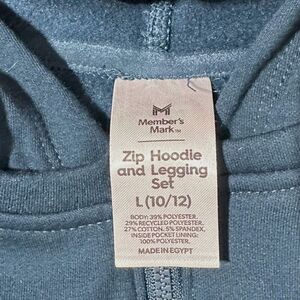 Member's
Mark™
Zip Hoodie
and Legging
Set
L (10/12)
BODY: 39% POLYESTER.
29% RECYCLED POLYESTER.
27% COTTON. 5% SPANDEX.
INSIDE POCKET LINING:
100% POLYESTER.
MADE IN EGYPT